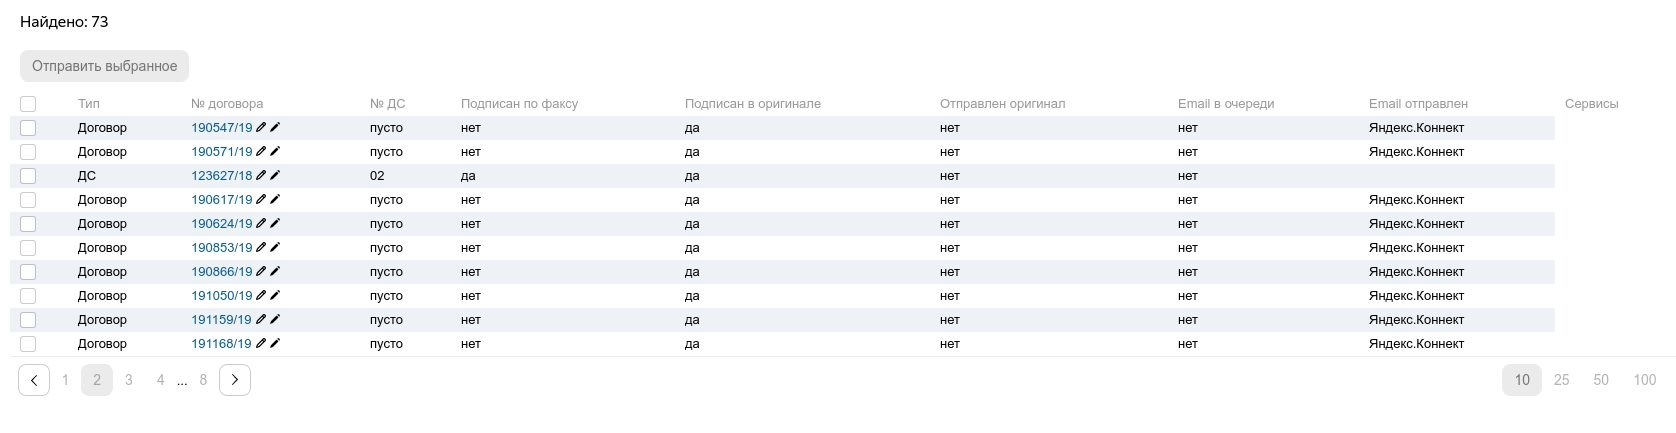 Найдено: 73
Отправить выбранное
Тип № договора № ДС Подписан по факсу Подписан в оригинале Отправлен оригинал Email в очереди Email отправлен Сервисы
Договор 190547/19 пусто нет да нет нет Яндекс.Коннект
Договор 190571/19 пусто нет да нет нет Яндекс.Коннект
ДС 123627/18 02 да да нет нет
Договор 190617/19 пусто нет да нет нет Яндекс.Коннект
Договор 190624/19 пусто нет да нет нет Яндекс.Коннект
Договор 190853/19 пусто нет да нет нет Яндекс.Коннект
Договор 190866/19 пусто нет да нет нет Яндекс.Коннект
Договор 191050/19 пусто нет да нет нет Яндекс.Коннект
Договор 191159/19 пусто нет да нет нет Яндекс.Коннект
Договор 191168/19 пусто нет да нет нет Яндекс.Коннект
1 2 3 4 ... 8 10 25 50 100